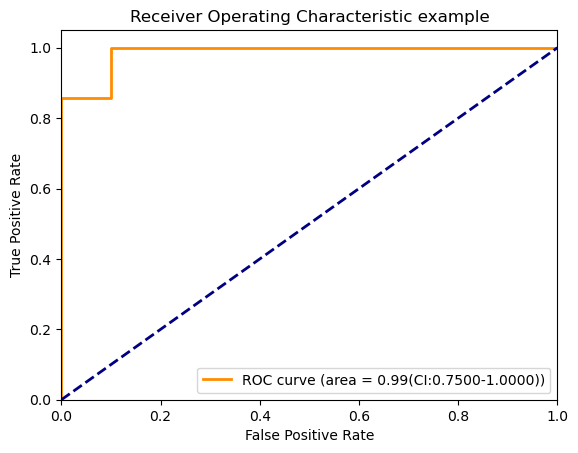 Receiver Operating Characteristic example
1.0
0.8
0.6
0.4
0.2
0.0
True Positive Rate
ROC curve (area = 0.99(CI:0.7500-1.0000))
0.0 0.2 0.4 0.6 0.8 1.0
False Positive Rate